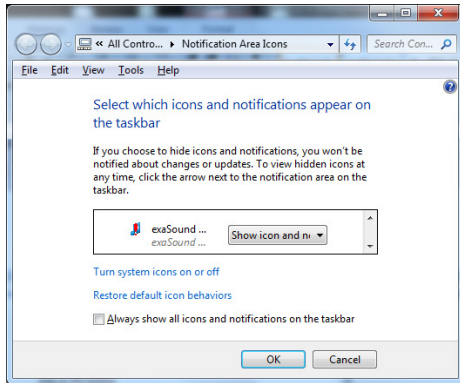 « All Contro... ▸ Notification Area Icons
Search Con...
File Edit View Tools Help
Select which icons and notifications appear on
the taskbar
If you choose to hide icons and notifications, you won't be
notified about changes or updates. To view hidden icons at
any time, click the arrow next to the notification area on the
taskbar.
exaSound ...
exaSound ...
Show icon and n
Turn system icons on or off
Restore default icon behaviors
Always show all icons and notifications on the taskbar
OK Cancel